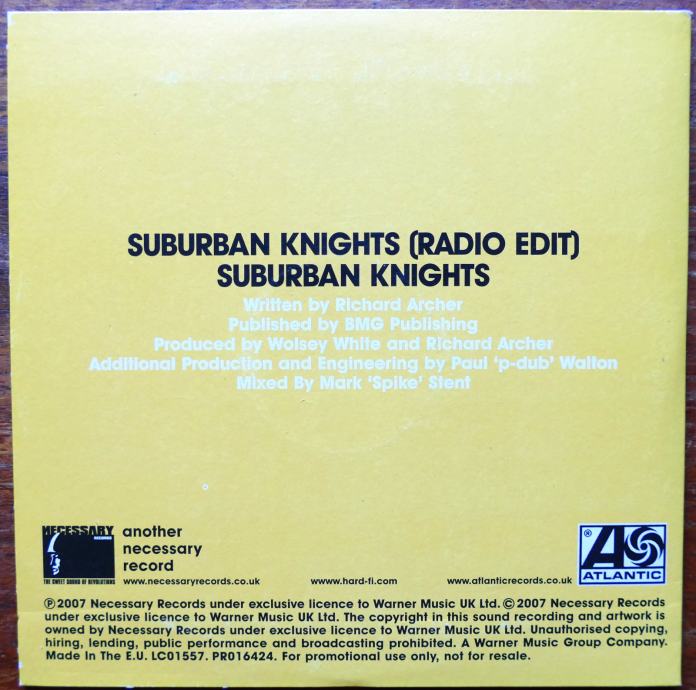 SUBURBAN KNIGHTS (RADIO EDIT)
SUBURBAN KNIGHTS
Written by Richard Archer
Published by BMG Publishing
Produced by Wolsey White and Richard Archer
Additional Production and Engineering by Paul 'p-dub' Walton
Mixed By Mark 'Spike' Stent
NECESSARY
RECORDS
THE SWEET SOUND OF REVOLUTIONS
another
necessary
record
www.necessaryrecords.co.uk
www.hard-fi.com
www.atlanticrecords.co.uk
®
ATLANTIC
℗2007 Necessary Records under exclusive licence to Warner Music UK Ltd. ©2007 Necessary Records
under exclusive licence to Warner Music UK Ltd. The copyright in this sound recording and artwork is
owned by Necessary Records under exclusive licence to Warner Music UK Ltd. Unauthorised copying,
hiring, lending, public performance and broadcasting prohibited. A Warner Music Group Company.
Made In The E.U. LC01557. PR016424. For promotional use only, not for resale.